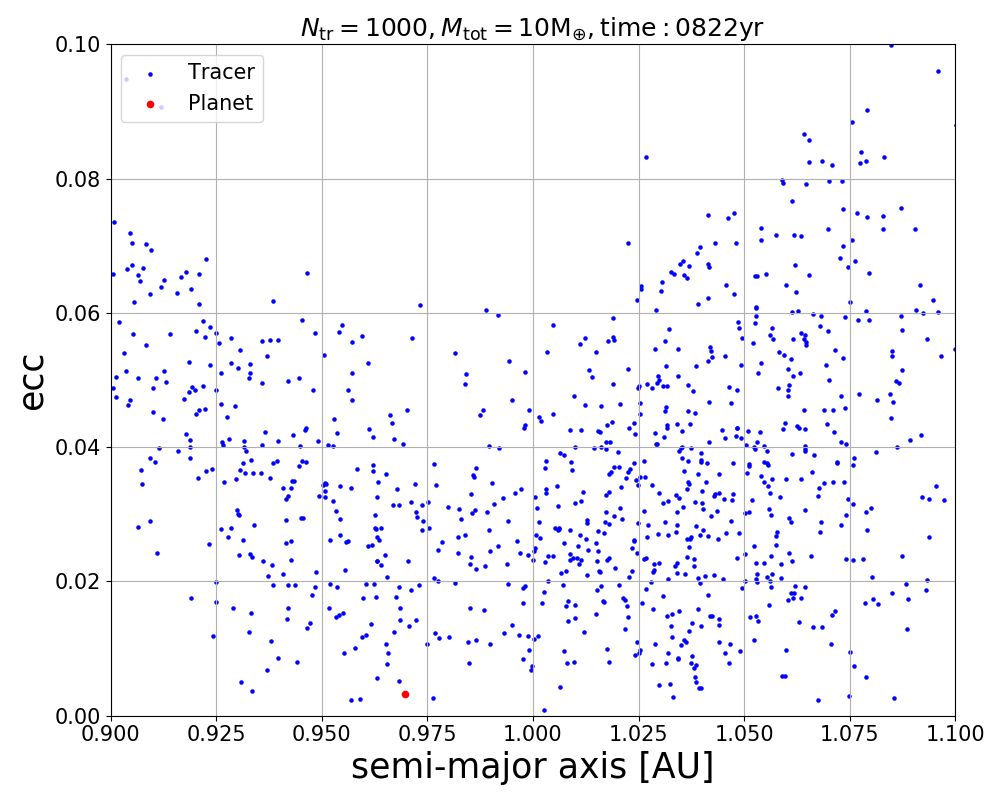 N_tr = 1000, M_tot = 10M_⊕, time : 0822yr
Tracer
Planet
0.10
0.08
0.06
0.04
0.02
0.00
ecc
0.900 0.925 0.950 0.975 1.000 1.025 1.050 1.075 1.100
semi-major axis [AU]